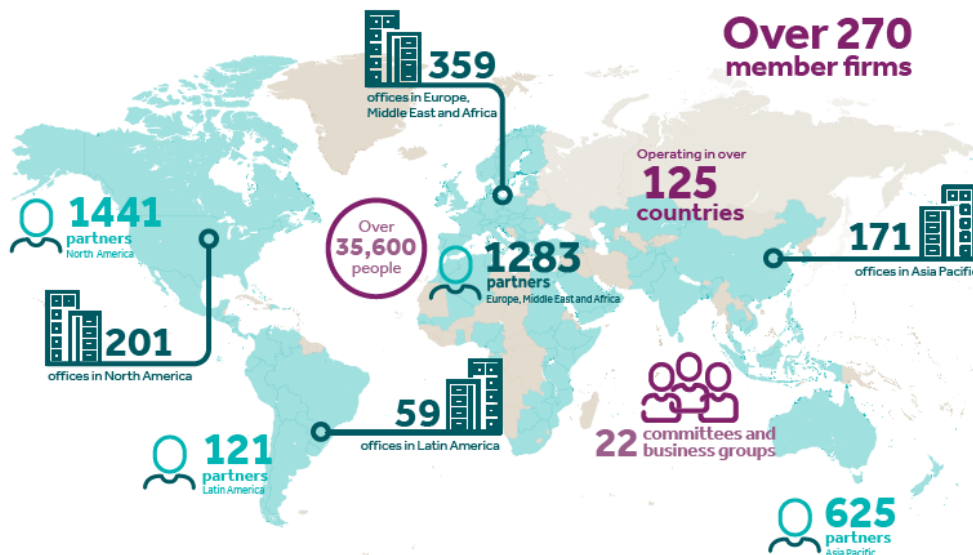 Over 270
member firms
359
offices in Europe,
Middle East and Africa
Operating in over
125
countries
1441
partners
North America
Over
35,600
people
1283
partners
Europe, Middle East and Africa
171
offices in Asia Pacific
201
offices in North America
59
offices in Latin America
22
committees and
business groups
121
partners
Latin America
625
partners
Asia Pacific